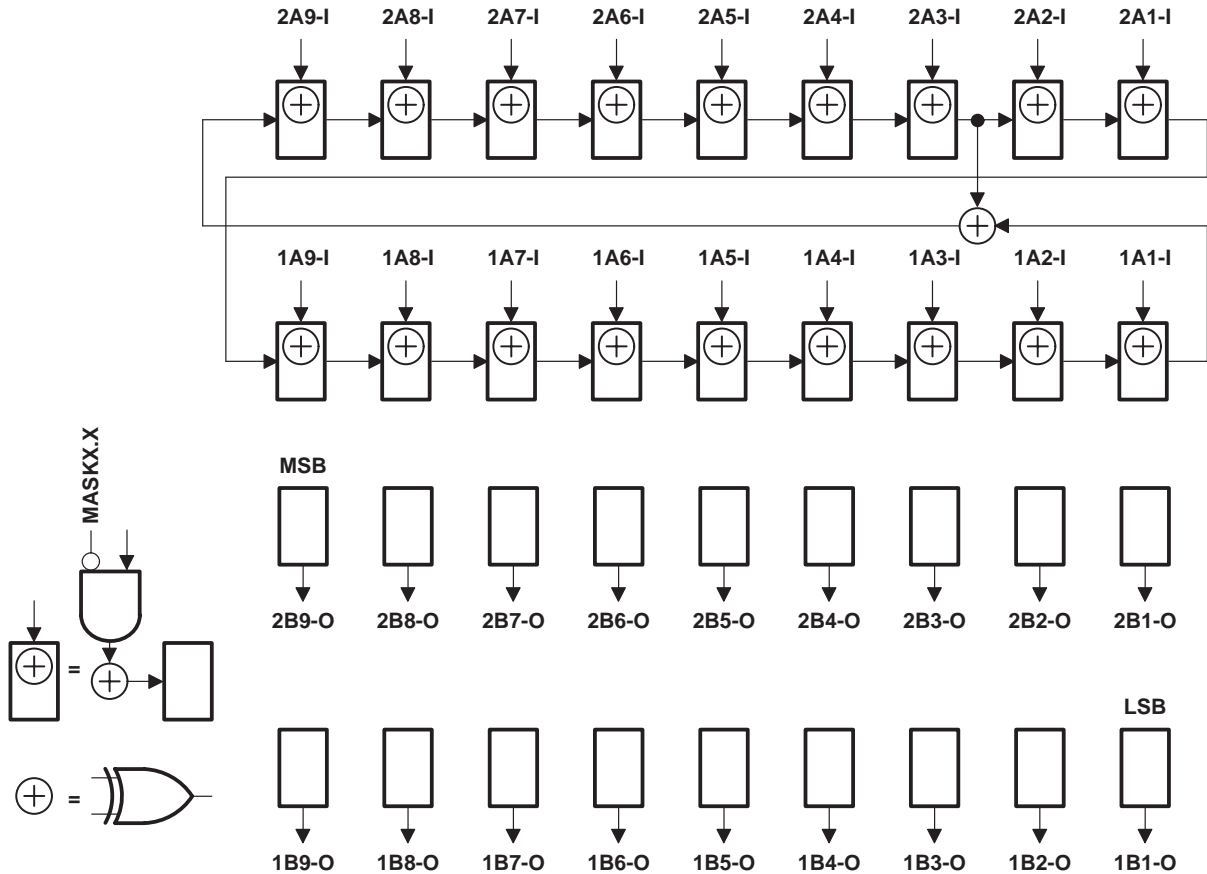 2A9-I 2A8-I 2A7-I 2A6-I 2A5-I 2A4-I 2A3-I 2A2-I 2A1-I
1A9-I 1A8-I 1A7-I 1A6-I 1A5-I 1A4-I 1A3-I 1A2-I 1A1-I
MASKX.X
MSB
2B9-O 2B8-O 2B7-O 2B6-O 2B5-O 2B4-O 2B3-O 2B2-O 2B1-O
=
LSB
=
1B9-O 1B8-O 1B7-O 1B6-O 1B5-O 1B4-O 1B3-O 1B2-O 1B1-O